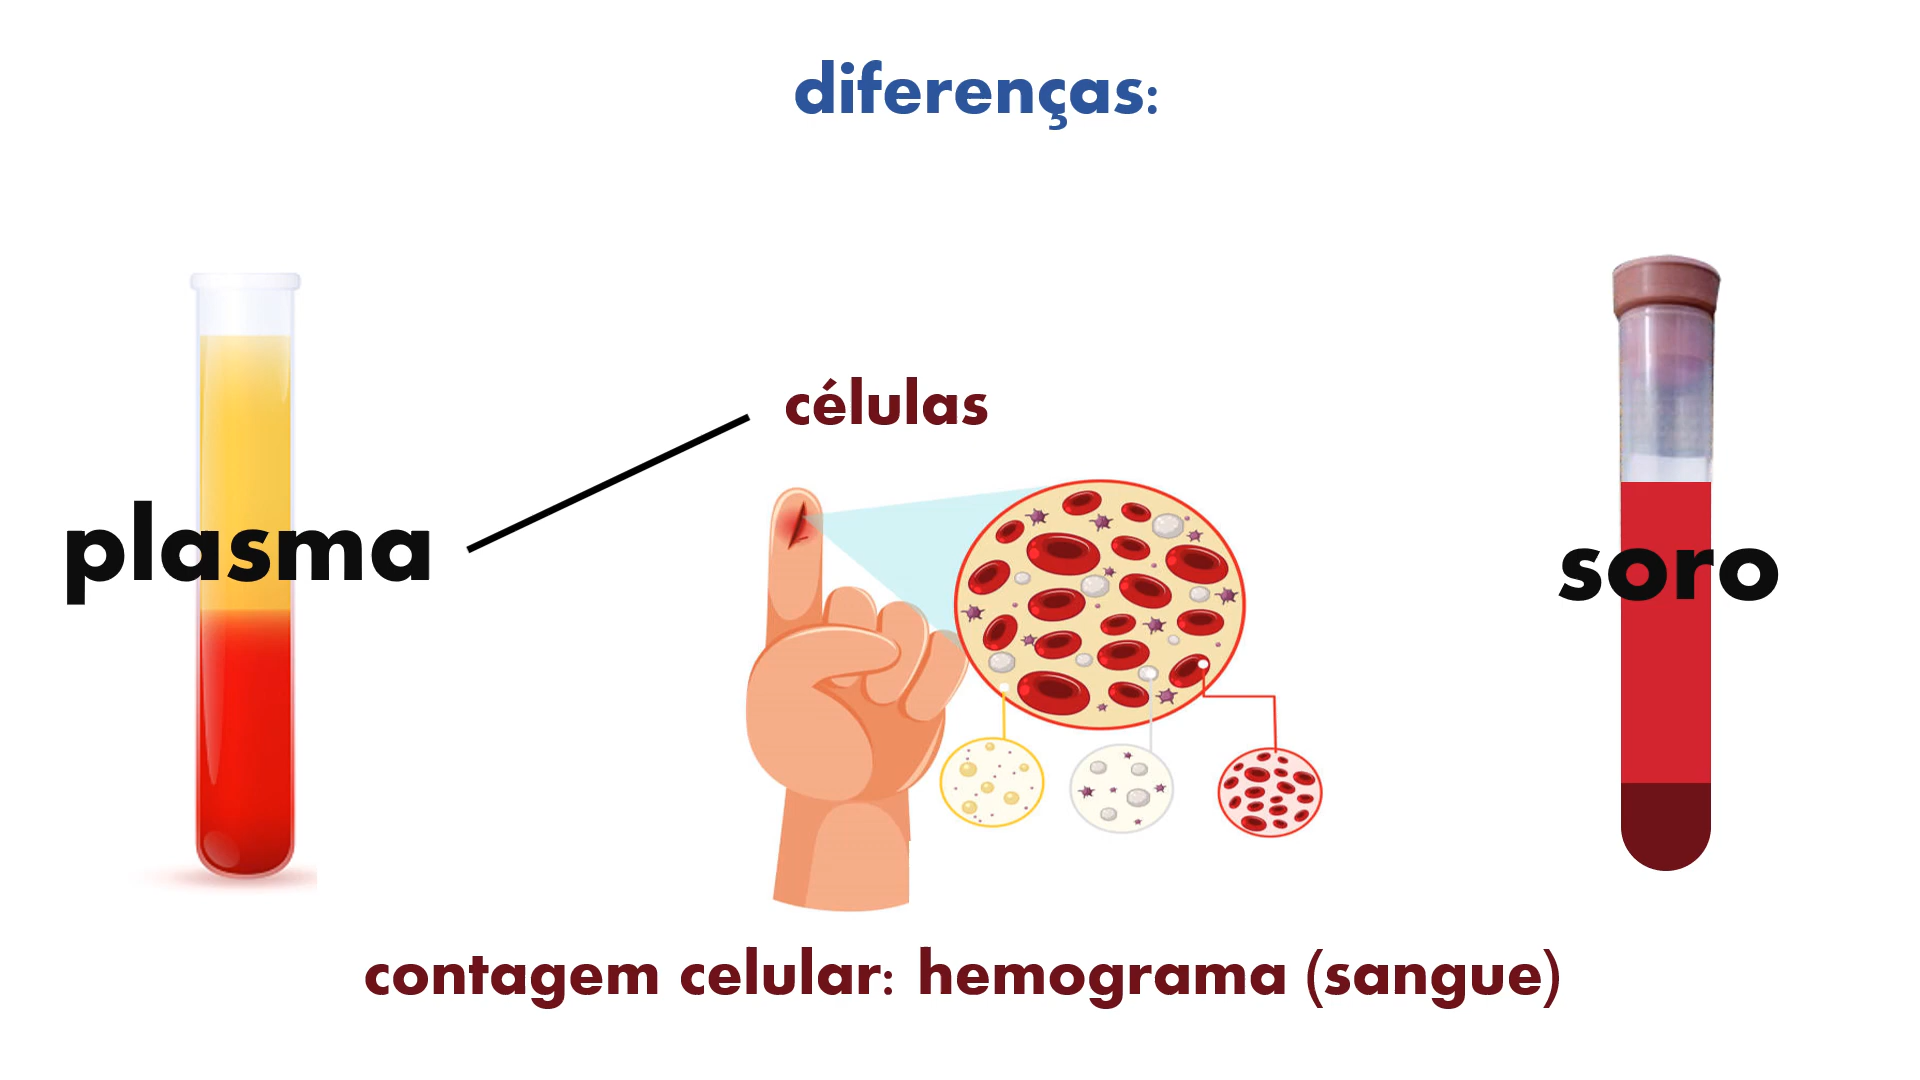 diferenças:
células
plasma
soro
contagem celular: hemograma (sangue)